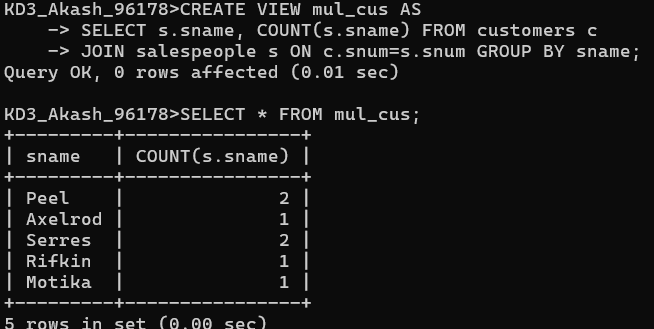 KD3_Akash_96178>CREATE VIEW mul_cus AS
    -> SELECT s.sname, COUNT(s.sname) FROM customers c
    -> JOIN salespeople s ON c.snum=s.snum GROUP BY sname;
Query OK, 0 rows affected (0.01 sec)

KD3_Akash_96178>SELECT * FROM mul_cus;
+---------+----------------+
| sname   | COUNT(s.sname) |
+---------+----------------+
| Peel    |              2 |
| Axelrod |              1 |
| Serres  |              2 |
| Rifkin  |              1 |
| Motika  |              1 |
+---------+----------------+
5 rows in set (0.00 sec)